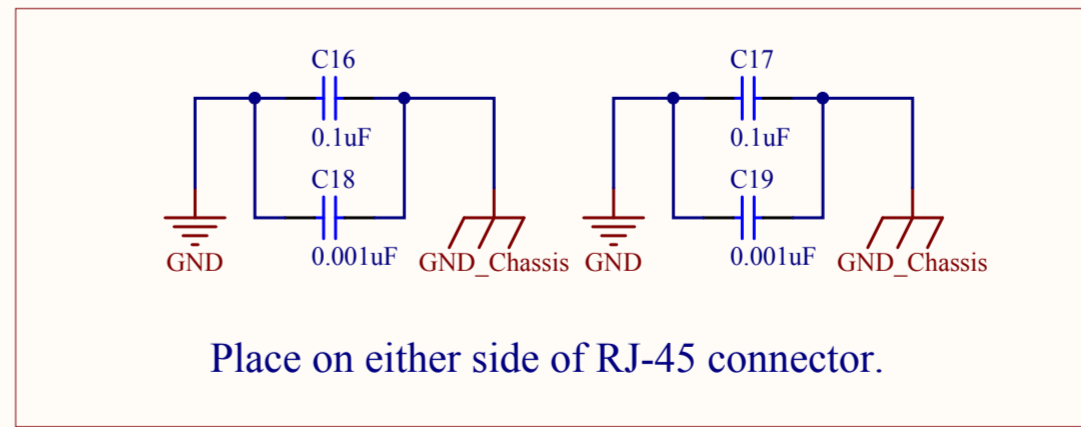 C16
C17
0.1uF
0.1uF
C18
C19
0.001uF
0.001uF
GND
GND_Chassis
GND
GND_Chassis
Place on either side of RJ-45 connector.